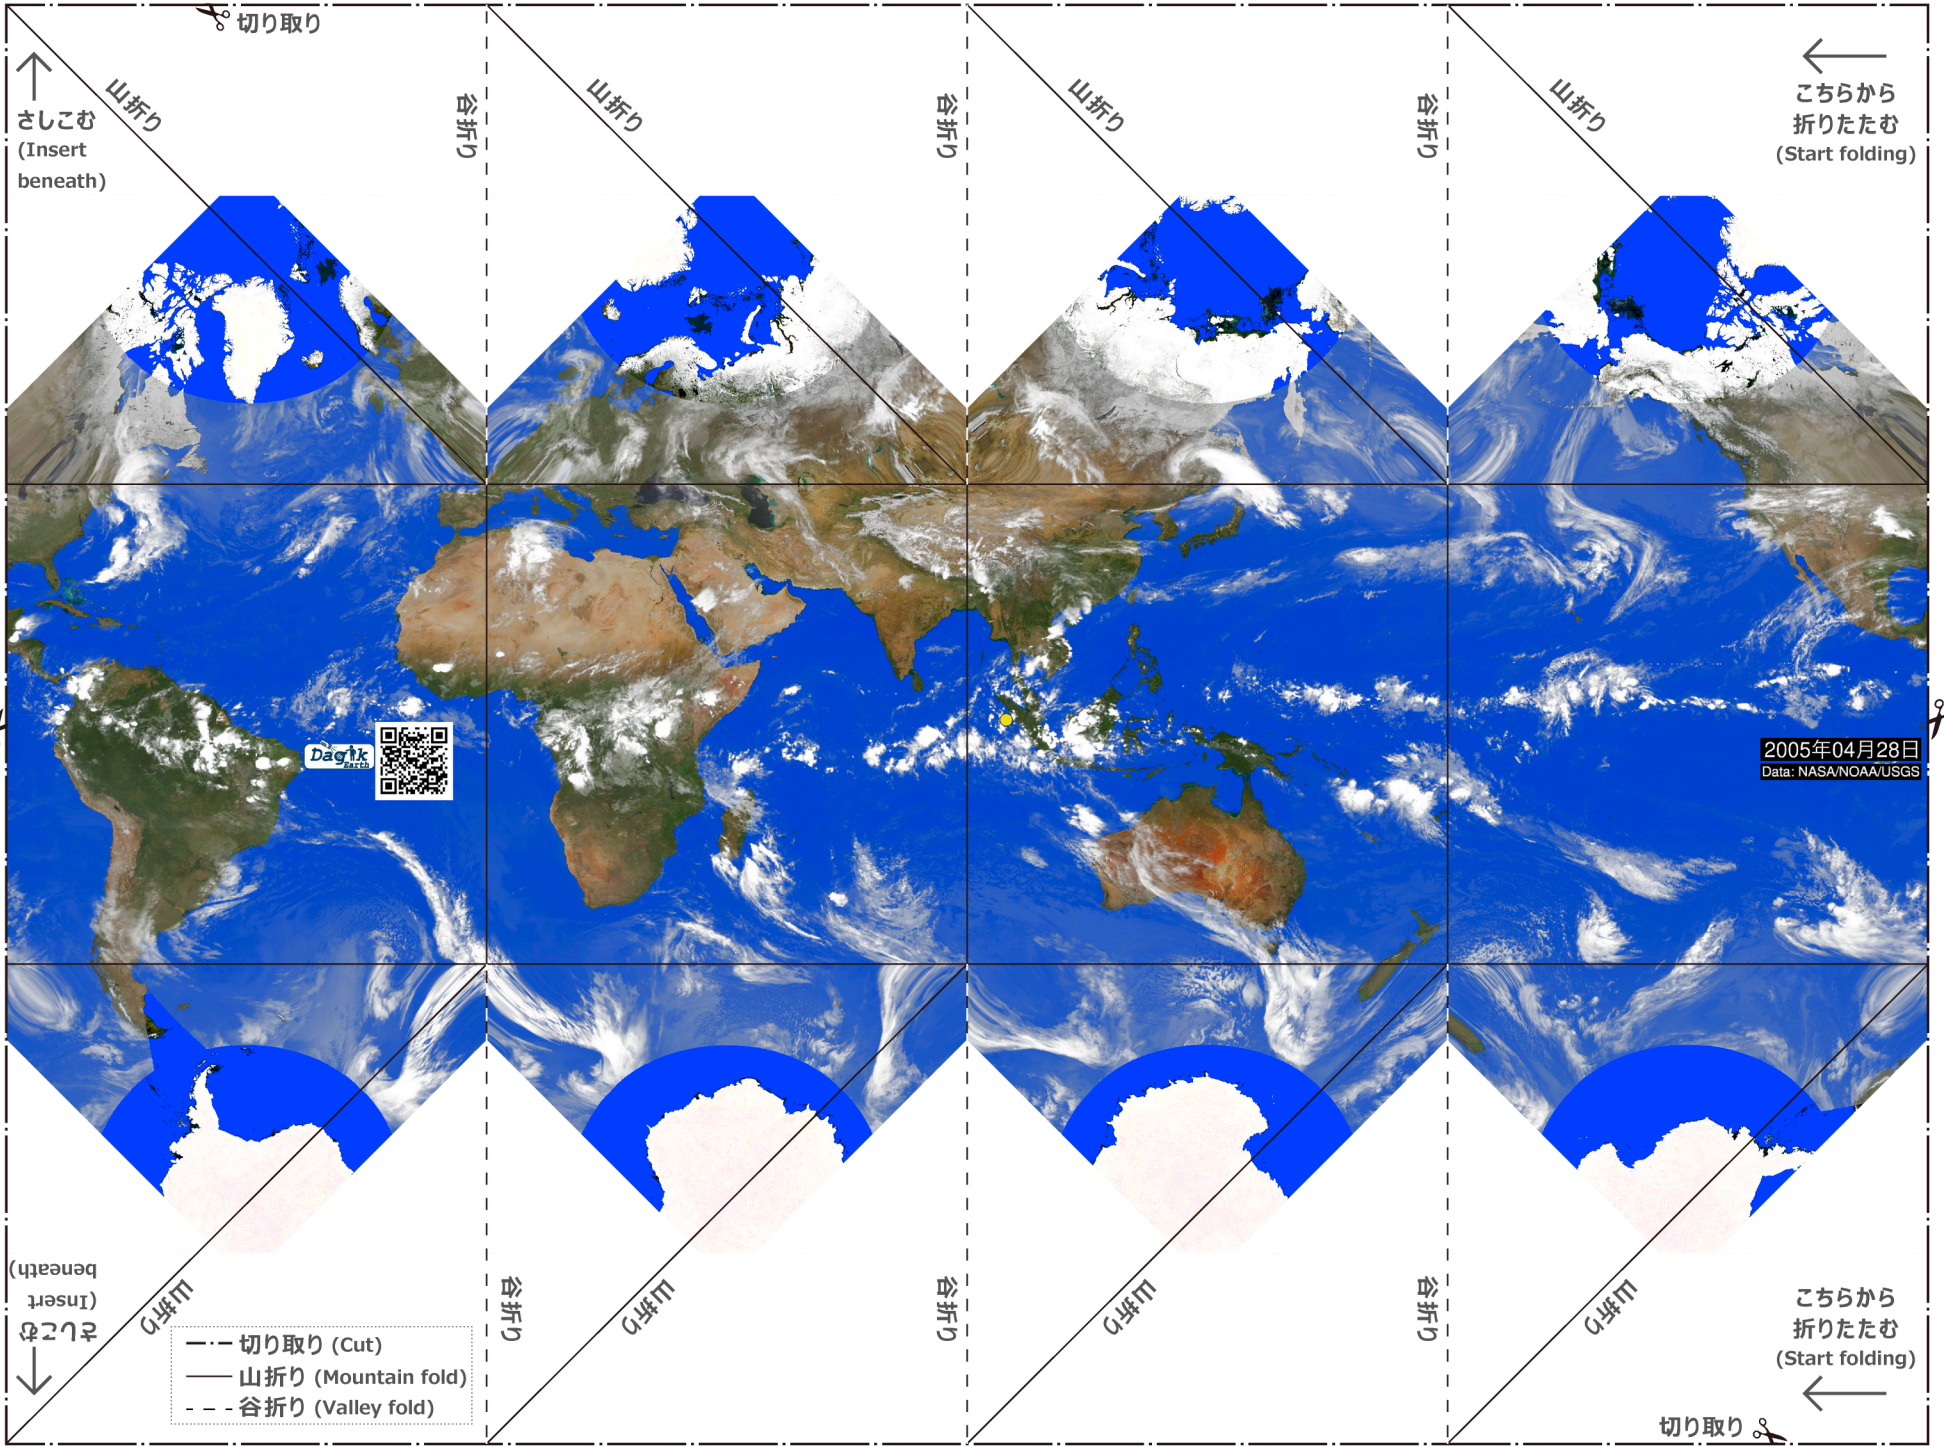 切り取り
山折り
谷折り
山折り
谷折り
山折り
谷折り
山折り
さしこむ
(Insert
beneath)
こちらから
折りたたむ
(Start folding)
Dagik
Earth
2005年04月28日
Data: NASA/NOAA/USGS
さしこむ
(Insert
beneath)
山折り
谷折り
山折り
谷折り
山折り
谷折り
山折り
切り取り (Cut)
山折り (Mountain fold)
谷折り (Valley fold)
こちらから
折りたたむ
(Start folding)
切り取り